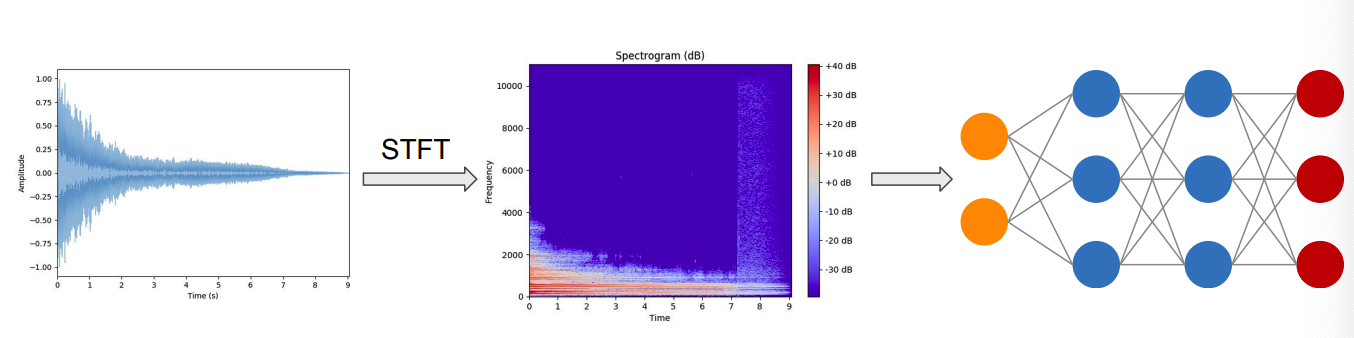 Amplitude
1.00
0.75
0.50
0.25
0.00
−0.25
−0.50
−0.75
−1.00
0 1 2 3 4 5 6 7 8 9
Time (s)
STFT
Spectrogram (dB)
Frequency
10000
8000
6000
4000
2000
0
0 1 2 3 4 5 6 7 8 9
Time
+40 dB
+30 dB
+20 dB
+10 dB
+0 dB
-10 dB
-20 dB
-30 dB